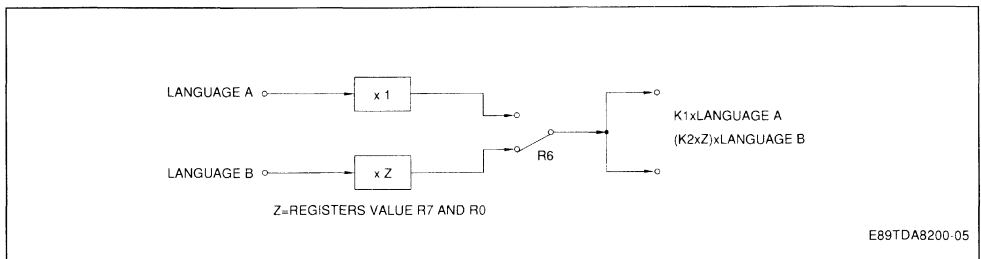 LANGUAGE A
x 1
K1xLANGUAGE A
(K2xZ)xLANGUAGE B
R6
LANGUAGE B
x Z
Z=REGISTERS VALUE R7 AND R0
E89TDA8200-05